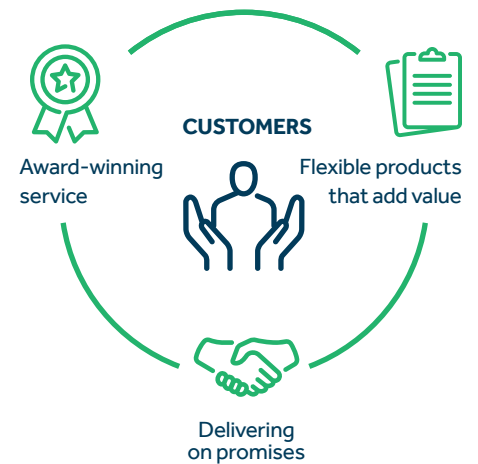 CUSTOMERS
Award-winning
service
Flexible products
that add value
Delivering
on promises